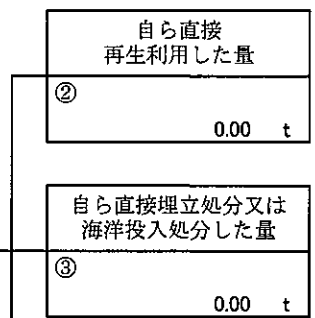 自ら直接
再生利用した量
②
0.00 t
自ら直接埋立処分又は
海洋投入処分した量
③
0.00 t